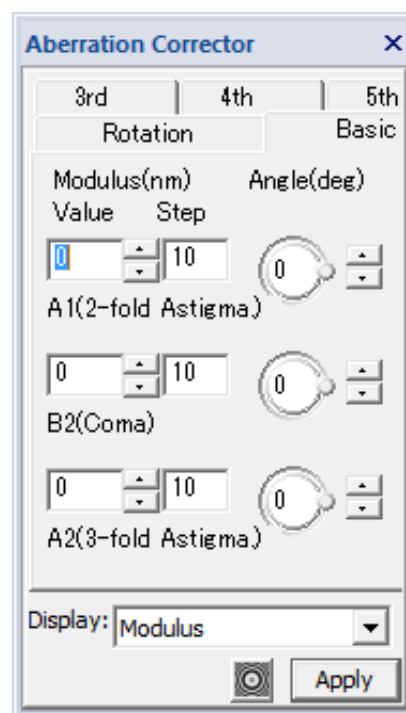 Aberration Corrector ×
3rd 4th 5th
Rotation Basic
Modulus(nm) Angle(deg)
Value Step
0 10 0
A1(2-fold Astigma.)
0 10 0
B2(Coma)
0 10 0
A2(3-fold Astigma.)
Display: Modulus
Apply